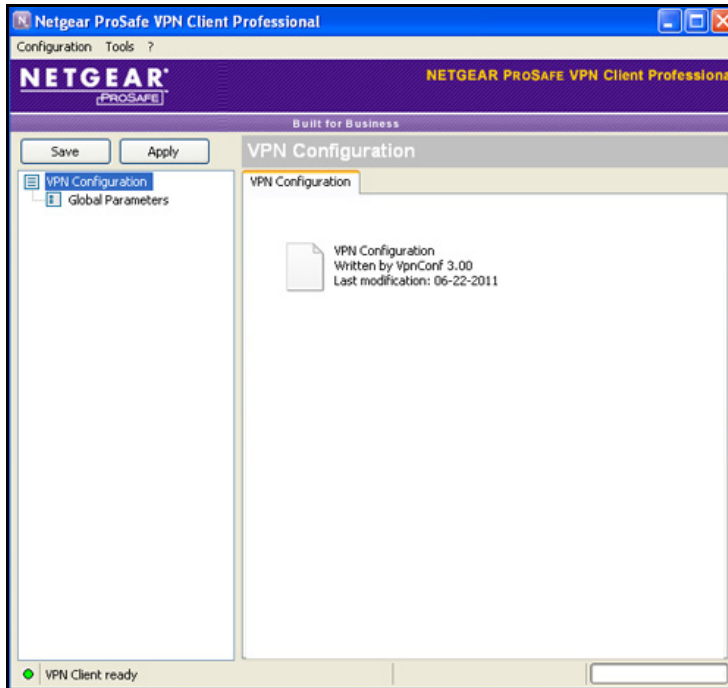 Netgear ProSafe VPN Client Professional
Configuration Tools ?
NETGEAR®
PROSAFE
NETGEAR PROSAFE VPN Client Professional
Built for Business
Save Apply
VPN Configuration
VPN Configuration
Global Parameters
VPN Configuration
VPN Configuration
Written by VpnConf 3.00
Last modification: 06-22-2011
VPN Client ready